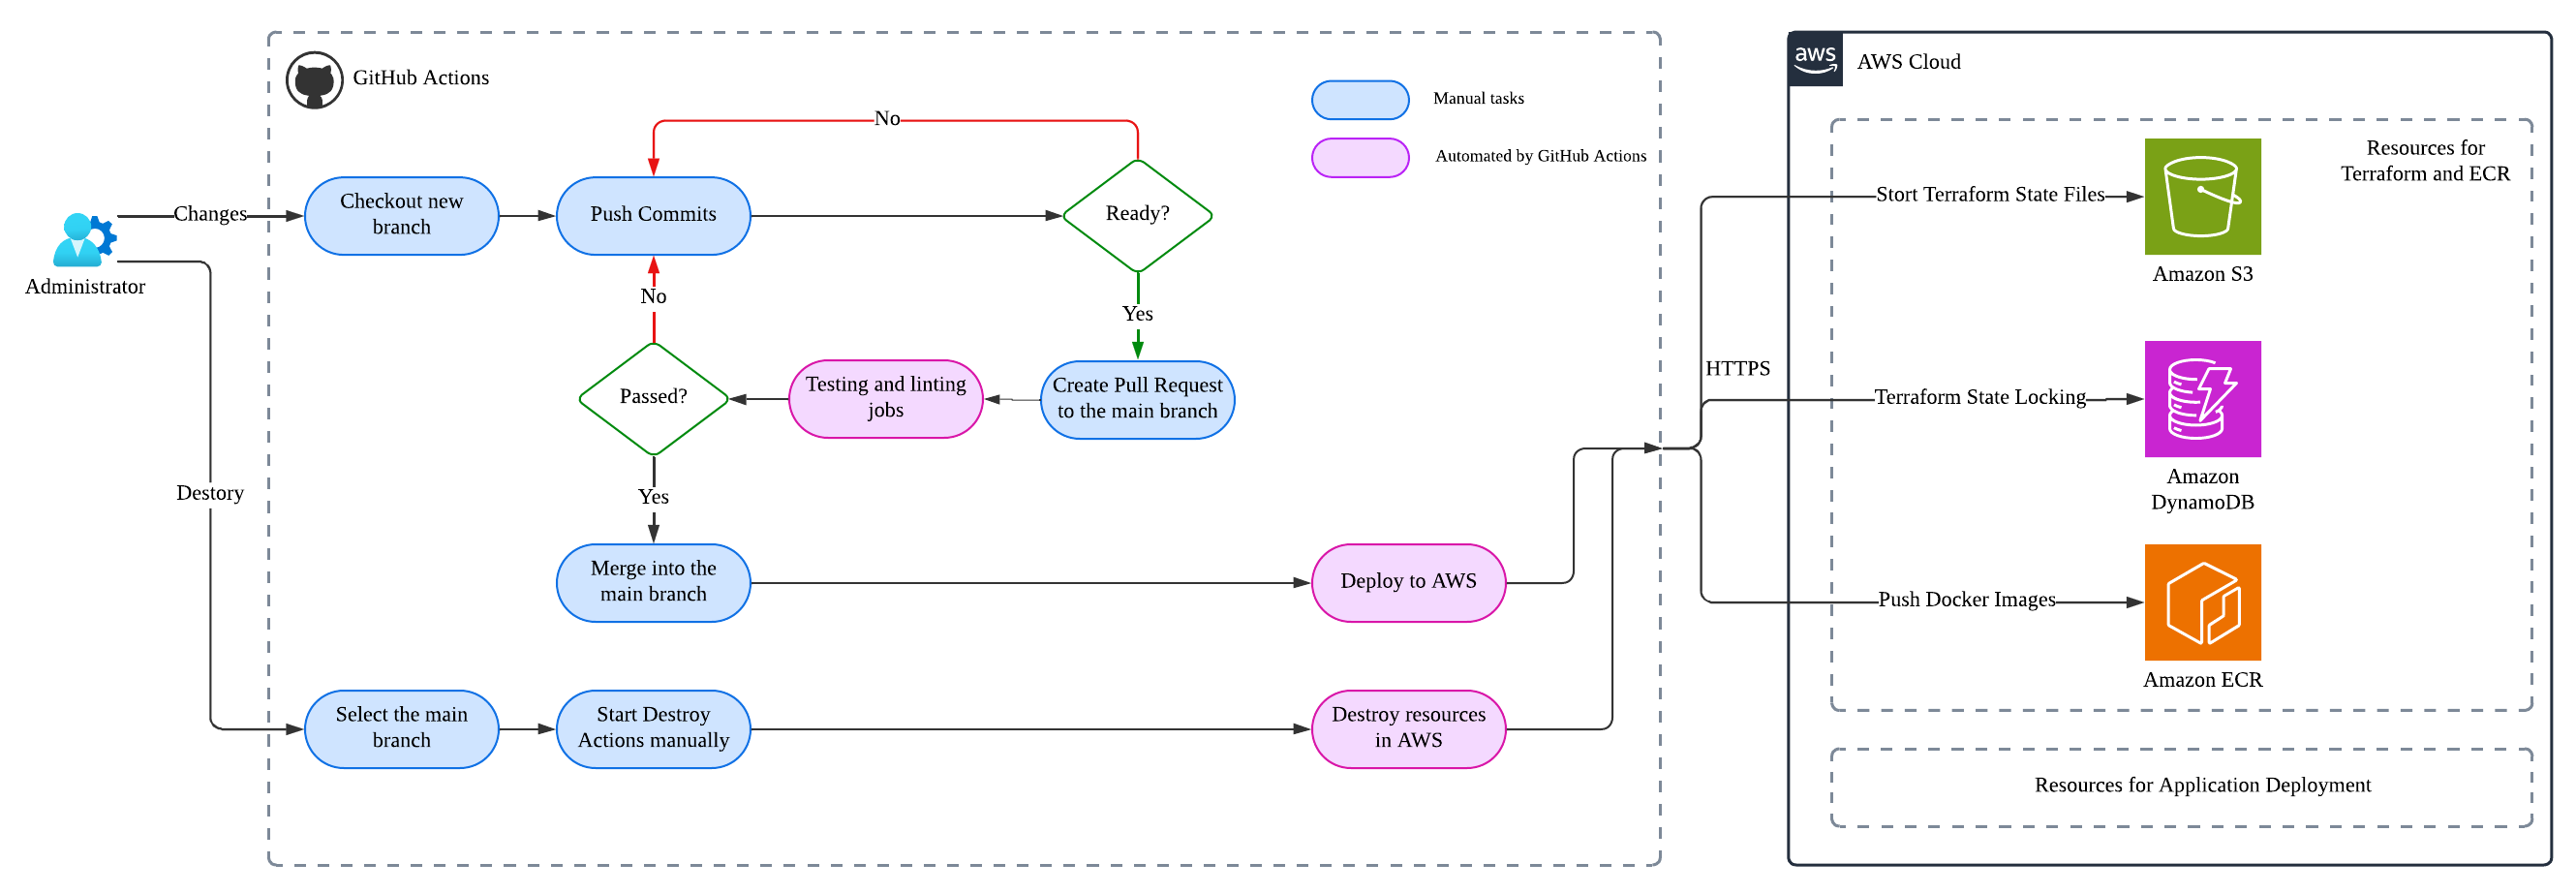 GitHub Actions
Manual tasks
Automated by GitHub Actions
No
Changes
Administrator
Checkout new
branch
Push Commits
Ready?
No
Yes
Passed?
Testing and linting
jobs
Create Pull Request
to the main branch
Yes
Destory
Merge into the
main branch
Deploy to AWS
Select the main
branch
Start Destroy
Actions manually
Destroy resources
in AWS
HTTPS
aws
AWS Cloud
Resources for
Terraform and ECR
Stort Terraform State Files
Amazon S3
Terraform State Locking
Amazon
DynamoDB
Push Docker Images
Amazon ECR
Resources for Application Deployment